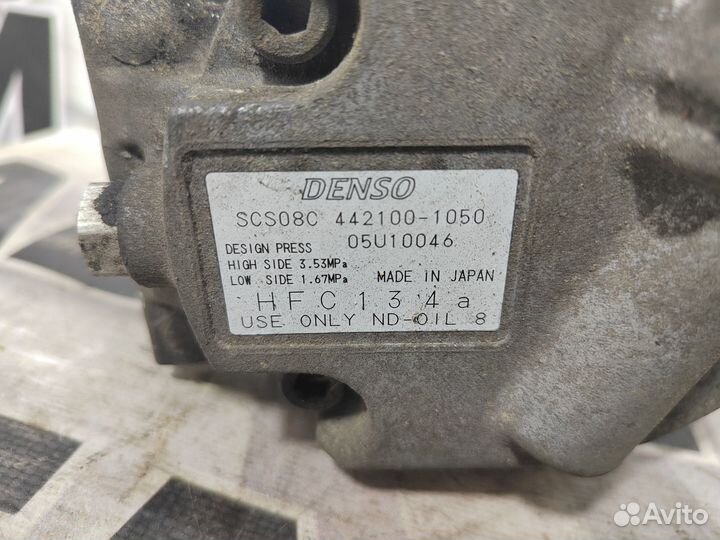 DENSO
SCS08C 442100-1050
DESIGN PRESS 05U10046
HIGH SIDE 3.53MPa
LOW SIDE 1.67MPa MADE IN JAPAN
HFC134a
USE ONLY ND-OIL 8
Avito